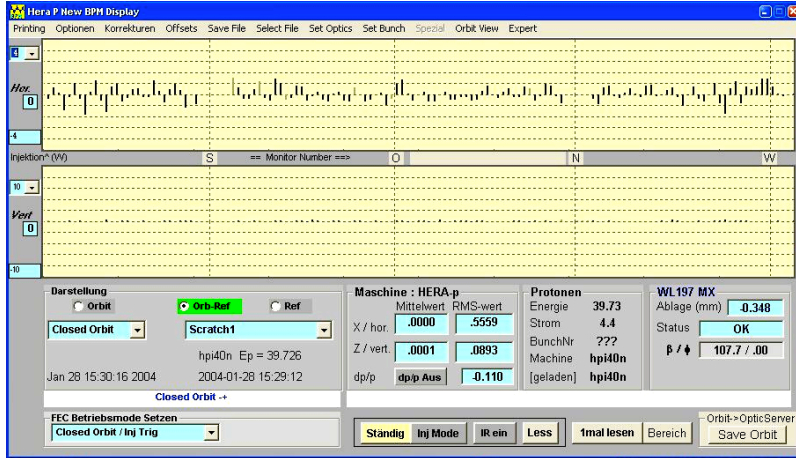 Hera P New BPM Display
Printing Optionen Korrekturen Offsets Save File Select File Set Optics Set Bunch Spezial Orbit View Expert
4
Hor.
0
-4
Injektion^ (W) S == Monitor Number ==> O N W
10
Vert
0
-10
Darstellung
Orbit Orb-Ref Ref
Closed Orbit Scratch1
hpi40n Ep = 39.726
Jan 28 15:30:16 2004 2004-01-28 15:29:12
Closed Orbit -+
FEC Betriebsmode Setzen
Closed Orbit / Inj Trig
Maschine : HERA-p
Mittelwert RMS-wert
X / hor. .0000 .5559
Z / vert. .0001 .0893
dp/p dp/p Aus -0.110
Protonen
Energie 39.73
Strom 4.4
BunchNr ???
Machine hpi40n
[geladen] hpi40n
WL197 MX
Ablage (mm) -0.348
Status OK
β / ϕ 107.7 / .00
Ständig Inj Mode IR ein Less 1mal lesen Bereich
Orbit->OpticServer
Save Orbit